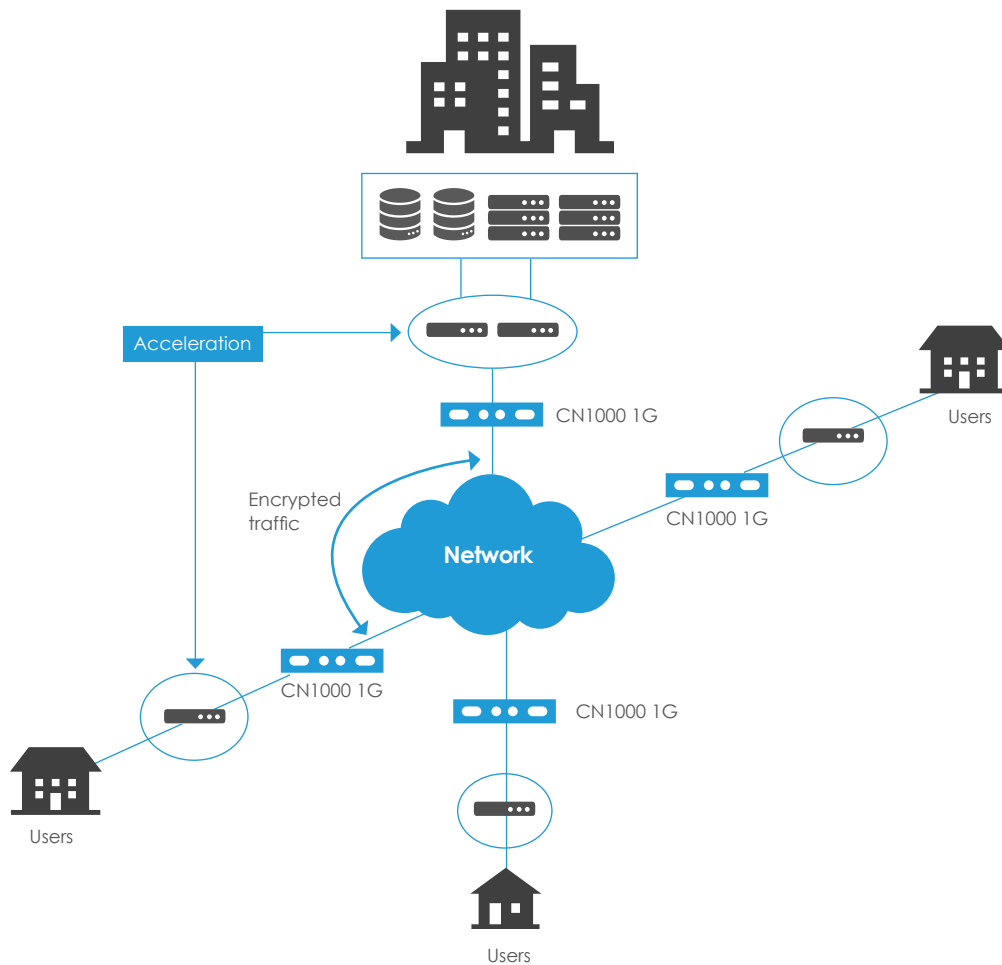 Acceleration
CN1000 1G
Users
Encrypted
traffic
CN1000 1G
Network
CN1000 1G
CN1000 1G
Users
Users